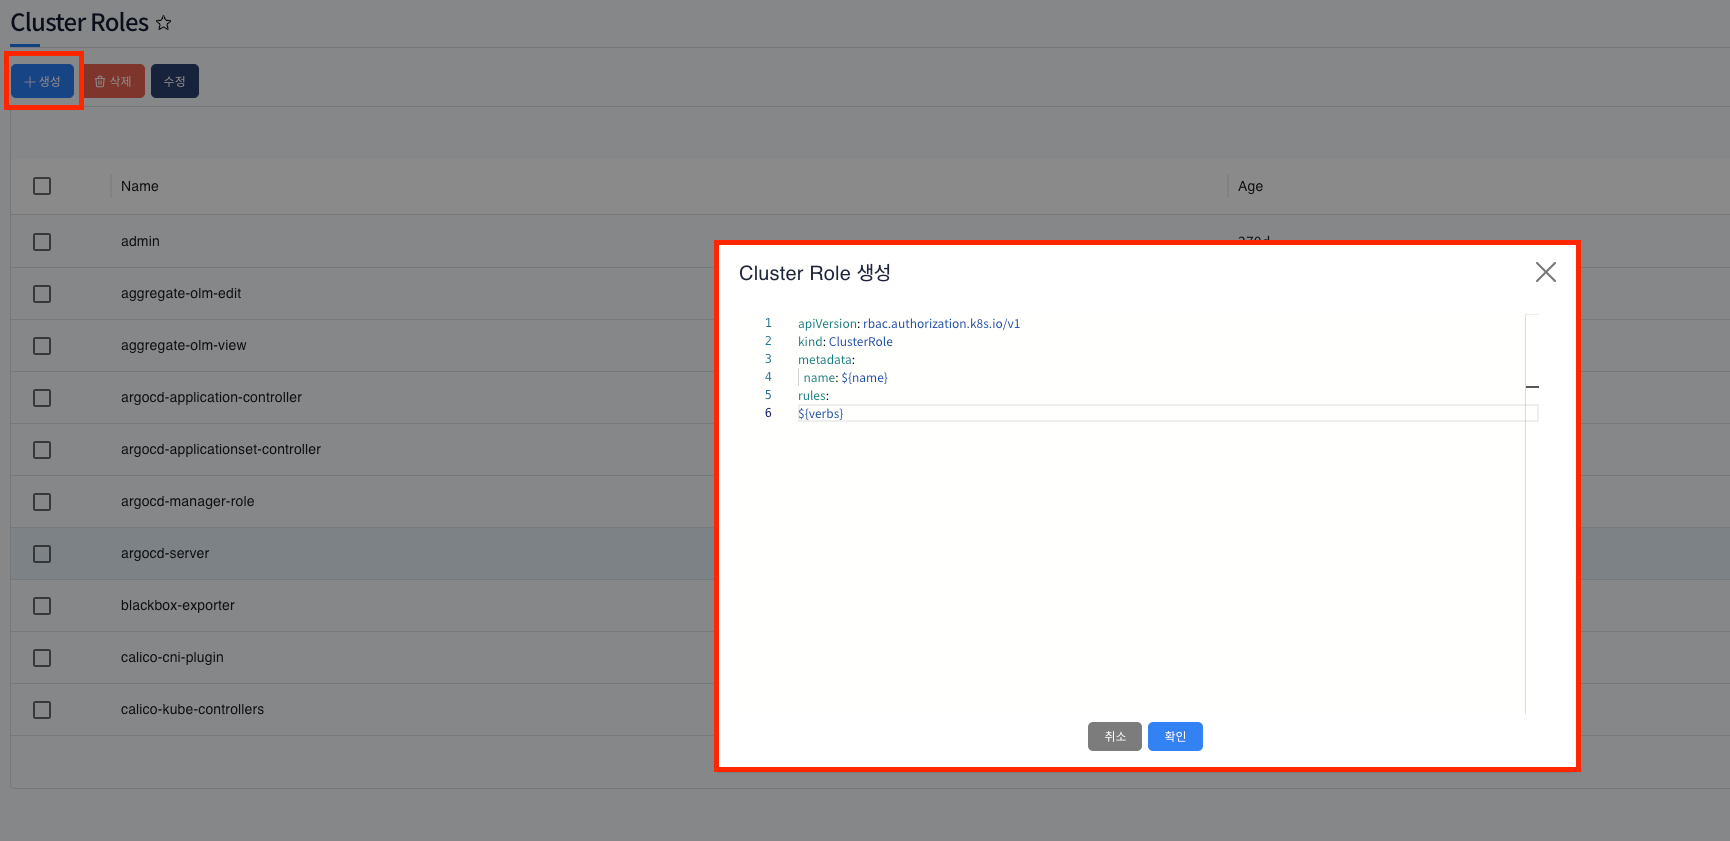 Cluster Roles
생성
삭제
수정
Name
Age
admin
aggregate-olm-edit
aggregate-olm-view
argocd-application-controller
argocd-applicationset-controller
argocd-manager-role
argocd-server
blackbox-exporter
calico-cni-plugin
calico-kube-controllers
Cluster Role 생성
1 apiVersion: rbac.authorization.k8s.io/v1
2 kind: ClusterRole
3 metadata:
4 name: ${name}
5 rules:
6 ${verbs}
취소
확인